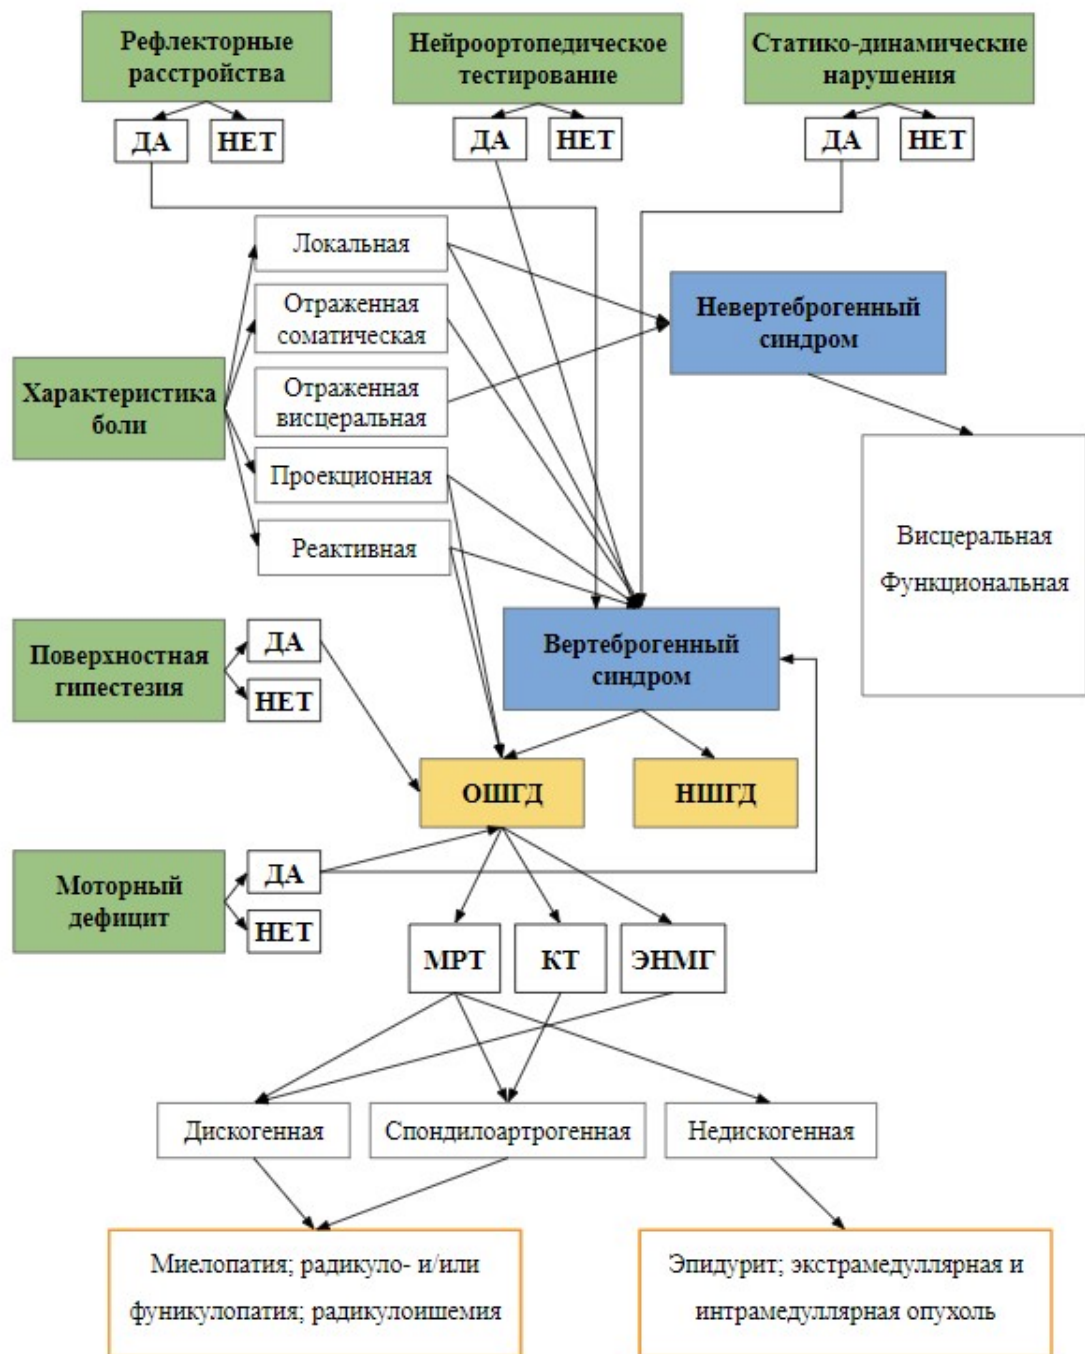 Рефлекторные
расстройства
Нейроортопедическое
тестирование
Статико-динамические
нарушения
ДА
НЕТ
ДА
НЕТ
ДА
НЕТ
Локальная
Отраженная
соматическая
Невертеброгенный
синдром
Характеристика
боли
Отраженная
висцеральная
Проекционная
Реактивная
Висцеральная
Функциональная
Поверхностная
гипестезия
ДА
НЕТ
Вертеброгенный
синдром
ОШГД
НШГД
Моторный
дефицит
ДА
НЕТ
МРТ
КТ
ЭНМГ
Дискогенная
Спондилоартрогенная
Недискогенная
Миелопатия; радикуло- и/или
фуникулопатия; радикулоишемия
Эпидурит; экстрамедуллярная и
интрамедуллярная опухоль